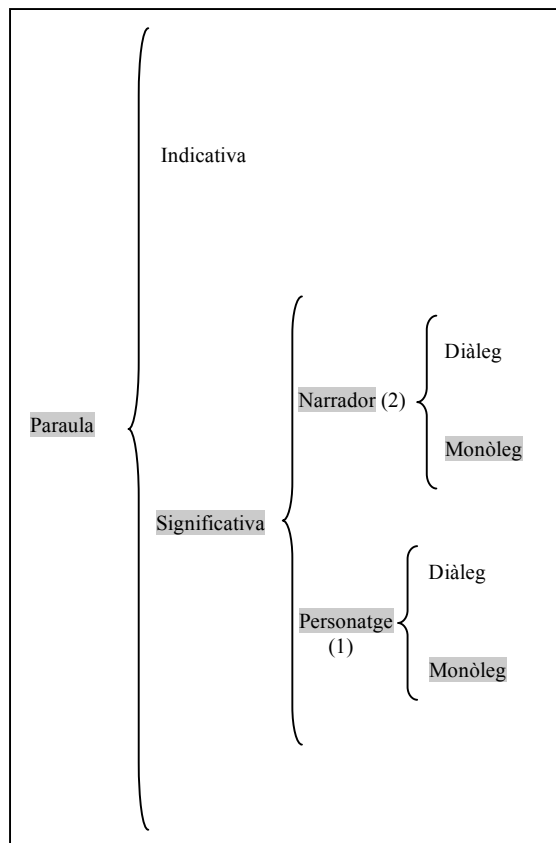 Indicativa
Diàleg
Narrador (2)
Paraula
Monòleg
Significativa
Diàleg
Personatge
(1)
Monòleg